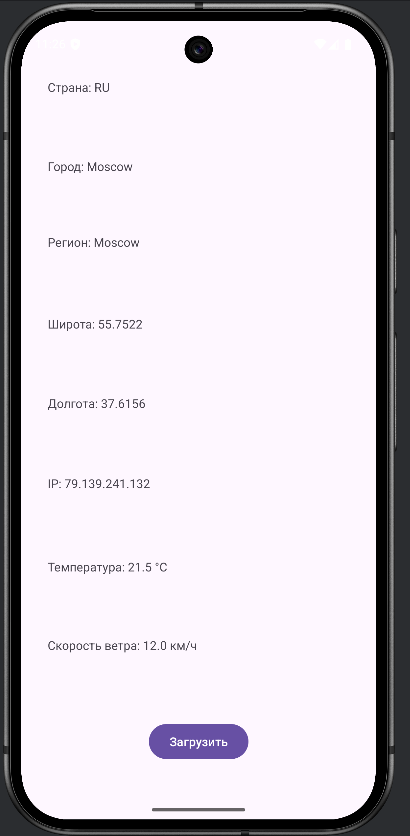 Страна: RU
Город: Moscow
Регион: Moscow
Широта: 55.7522
Долгота: 37.6156
IP: 79.139.241.132
Температура: 21.5 °C
Скорость ветра: 12.0 км/ч
Загрузить